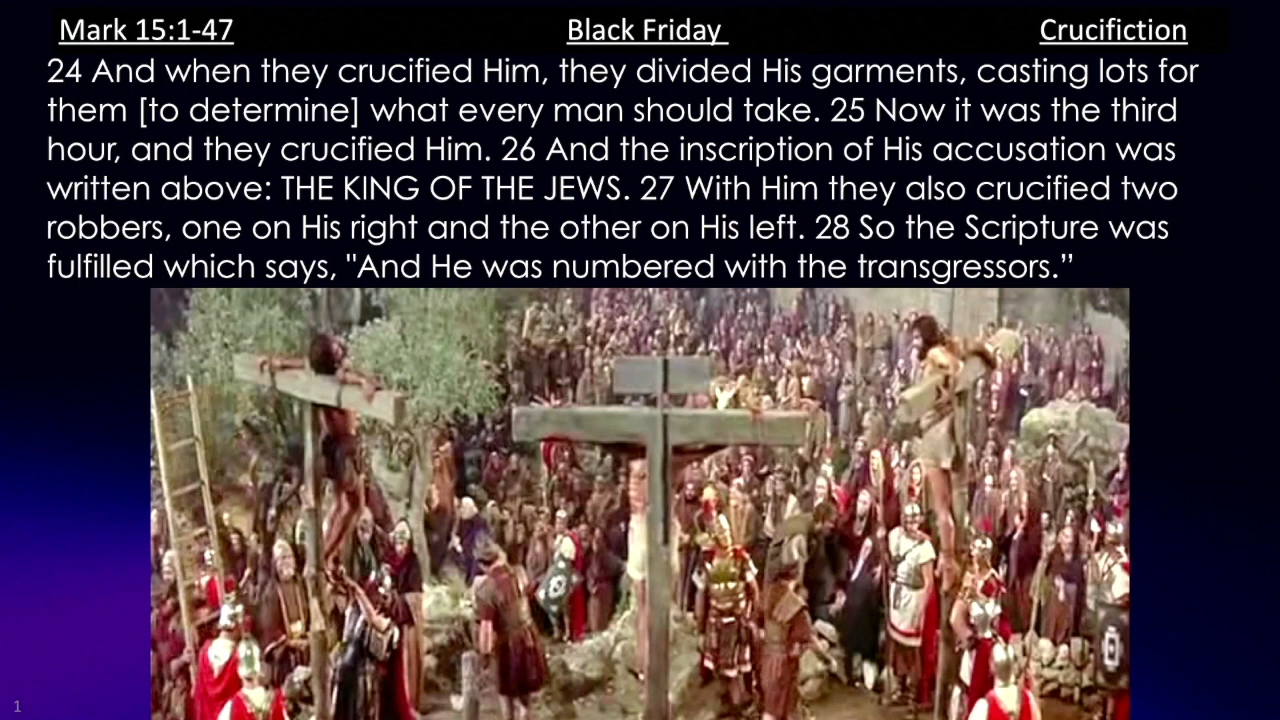 Mark 15:1-47 Black Friday Crucifiction
24 And when they crucified Him, they divided His garments, casting lots for
them [to determine] what every man should take. 25 Now it was the third
hour, and they crucified Him. 26 And the inscription of His accusation was
written above: THE KING OF THE JEWS. 27 With Him they also crucified two
robbers, one on His right and the other on His left. 28 So the Scripture was
fulfilled which says, "And He was numbered with the transgressors.”
1